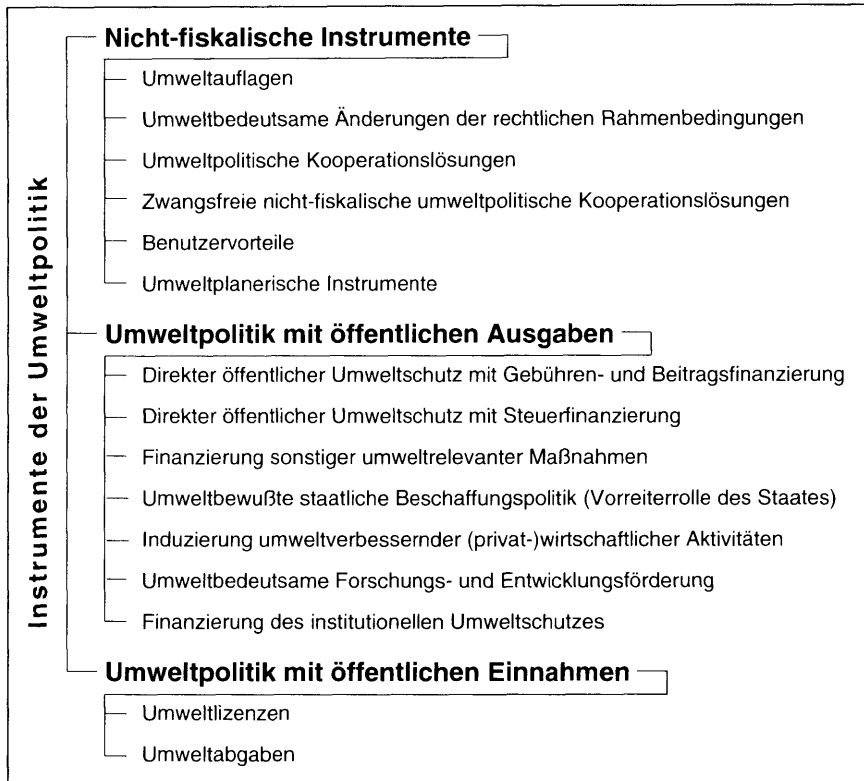 Instrumente der Umweltpolitik
Nicht-fiskalische Instrumente
Umweltauflagen
Umweltbedeutsame Änderungen der rechtlichen Rahmenbedingungen
Umweltpolitische Kooperationslösungen
Zwangsfreie nicht-fiskalische umweltpolitische Kooperationslösungen
Benutzervorteile
Umweltplanerische Instrumente
Umweltpolitik mit öffentlichen Ausgaben
Direkter öffentlicher Umweltschutz mit Gebühren- und Beitragsfinanzierung
Direkter öffentlicher Umweltschutz mit Steuerfinanzierung
Finanzierung sonstiger umweltrelevanter Maßnahmen
Umweltbewußte staatliche Beschaffungspolitik (Vorreiterrolle des Staates)
Induzierung umweltverbessernder (privat-)wirtschaftlicher Aktivitäten
Umweltbedeutsame Forschungs- und Entwicklungsförderung
Finanzierung des institutionellen Umweltschutzes
Umweltpolitik mit öffentlichen Einnahmen
Umweltlizenzen
Umweltabgaben